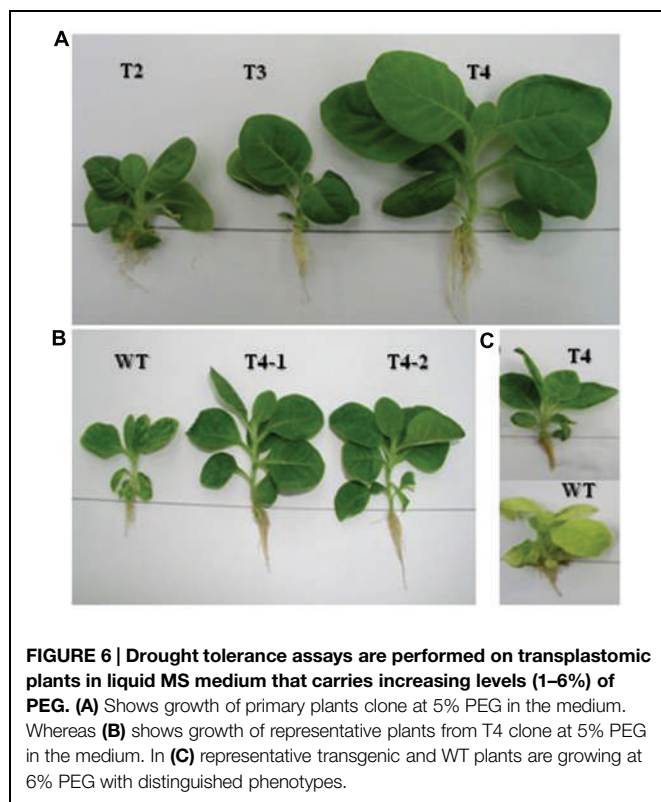 A
T2
T3
T4
B
WT
T4-1
T4-2
C
T4
WT
FIGURE 6 | Drought tolerance assays are performed on transplastomic
plants in liquid MS medium that carries increasing levels (1–6%) of
PEG. (A) Shows growth of primary plants clone at 5% PEG in the medium.
Whereas (B) shows growth of representative plants from T4 clone at 5% PEG
in the medium. In (C) representative transgenic and WT plants are growing at
6% PEG with distinguished phenotypes.